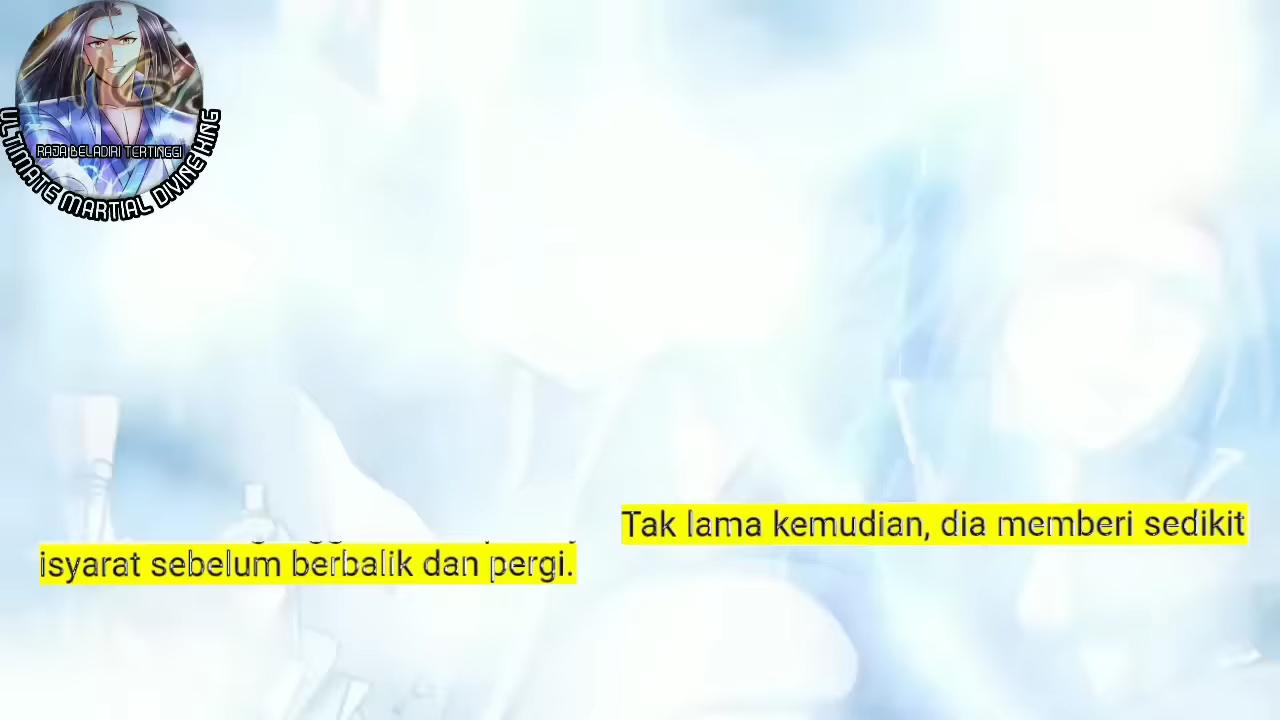 RAJA BELADIRI TERTINGGI
ULTIMATE MARTIAL DIVINE KING
Tak lama kemudian, dia memberi sedikit
isyarat sebelum berbalik dan pergi.